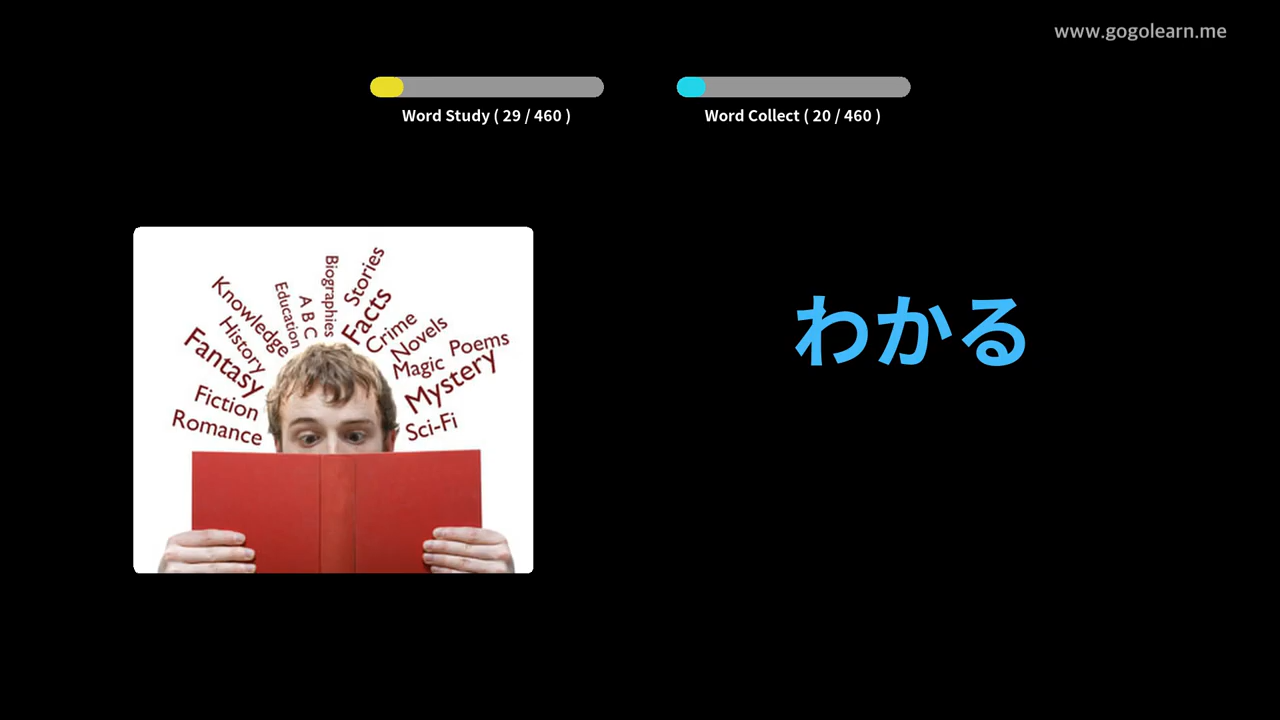 www.gogolearn.me
Word Study ( 29 / 460 )
Word Collect ( 20 / 460 )
Biographies
Stories
Education
A B C
Facts
Knowledge
Crime
History
Novels
Poems
Fantasy
Magic
Mystery
Fiction
Romance
Sci-Fi
わかる